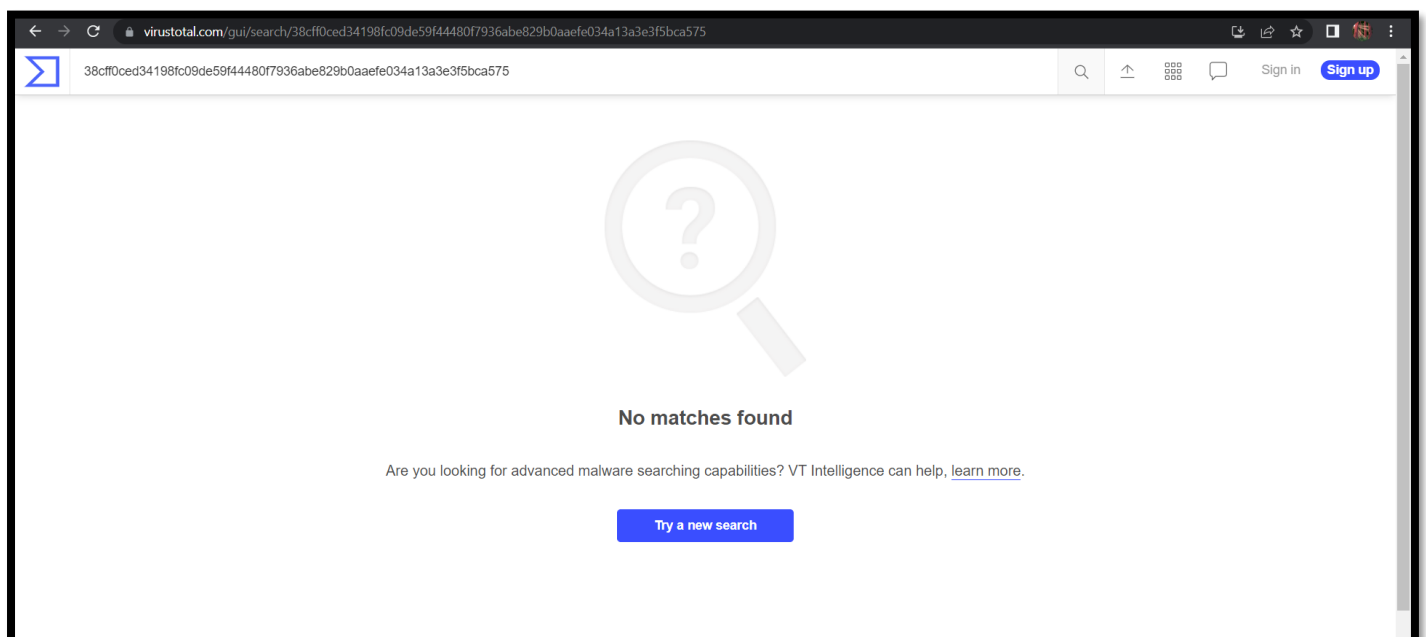 virustotal.com/gui/search/38cff0ced34198fc09de59f44480f7936abe829b0aaefe034a13a3e3f5bca575
38cff0ced34198fc09de59f44480f7936abe829b0aaefe034a13a3e3f5bca575
Sign in
Sign up
?
No matches found
Are you looking for advanced malware searching capabilities? VT Intelligence can help, learn more.
Try a new search